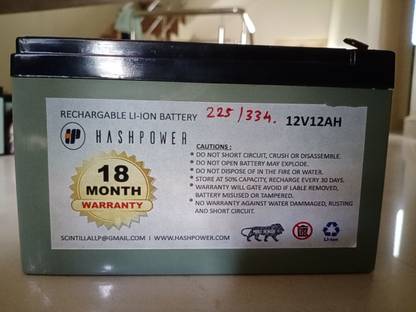 RECHARGABLE LI-ION BATTERY 225/334. 12V12AH
HASHPOWER
18
MONTH
WARRANTY
CAUTIONS :
• DO NOT SHORT CIRCUIT, CRUSH OR DISASSEMBLE.
• DO NOT OPEN BATTERY MAY EXPLODE.
• DO NOT DISPOSE OF IN THE FIRE OR WATER.
• STORE AT 50% CAPACITY, RECHARGE EVERY 30 DAYS.
• WARRANTY WILL GATE AVOID IF LABLE REMOVED,
BATTERY MISUSED OR TAMPERED.
• NO WARRANTY AGAINST WATER DAMAGED, RUSTING
AND SHORT CIRCUIT.
SCINTILLALLP@GMAIL.COM I WWW.HASHPOWER.COM
Li-ion